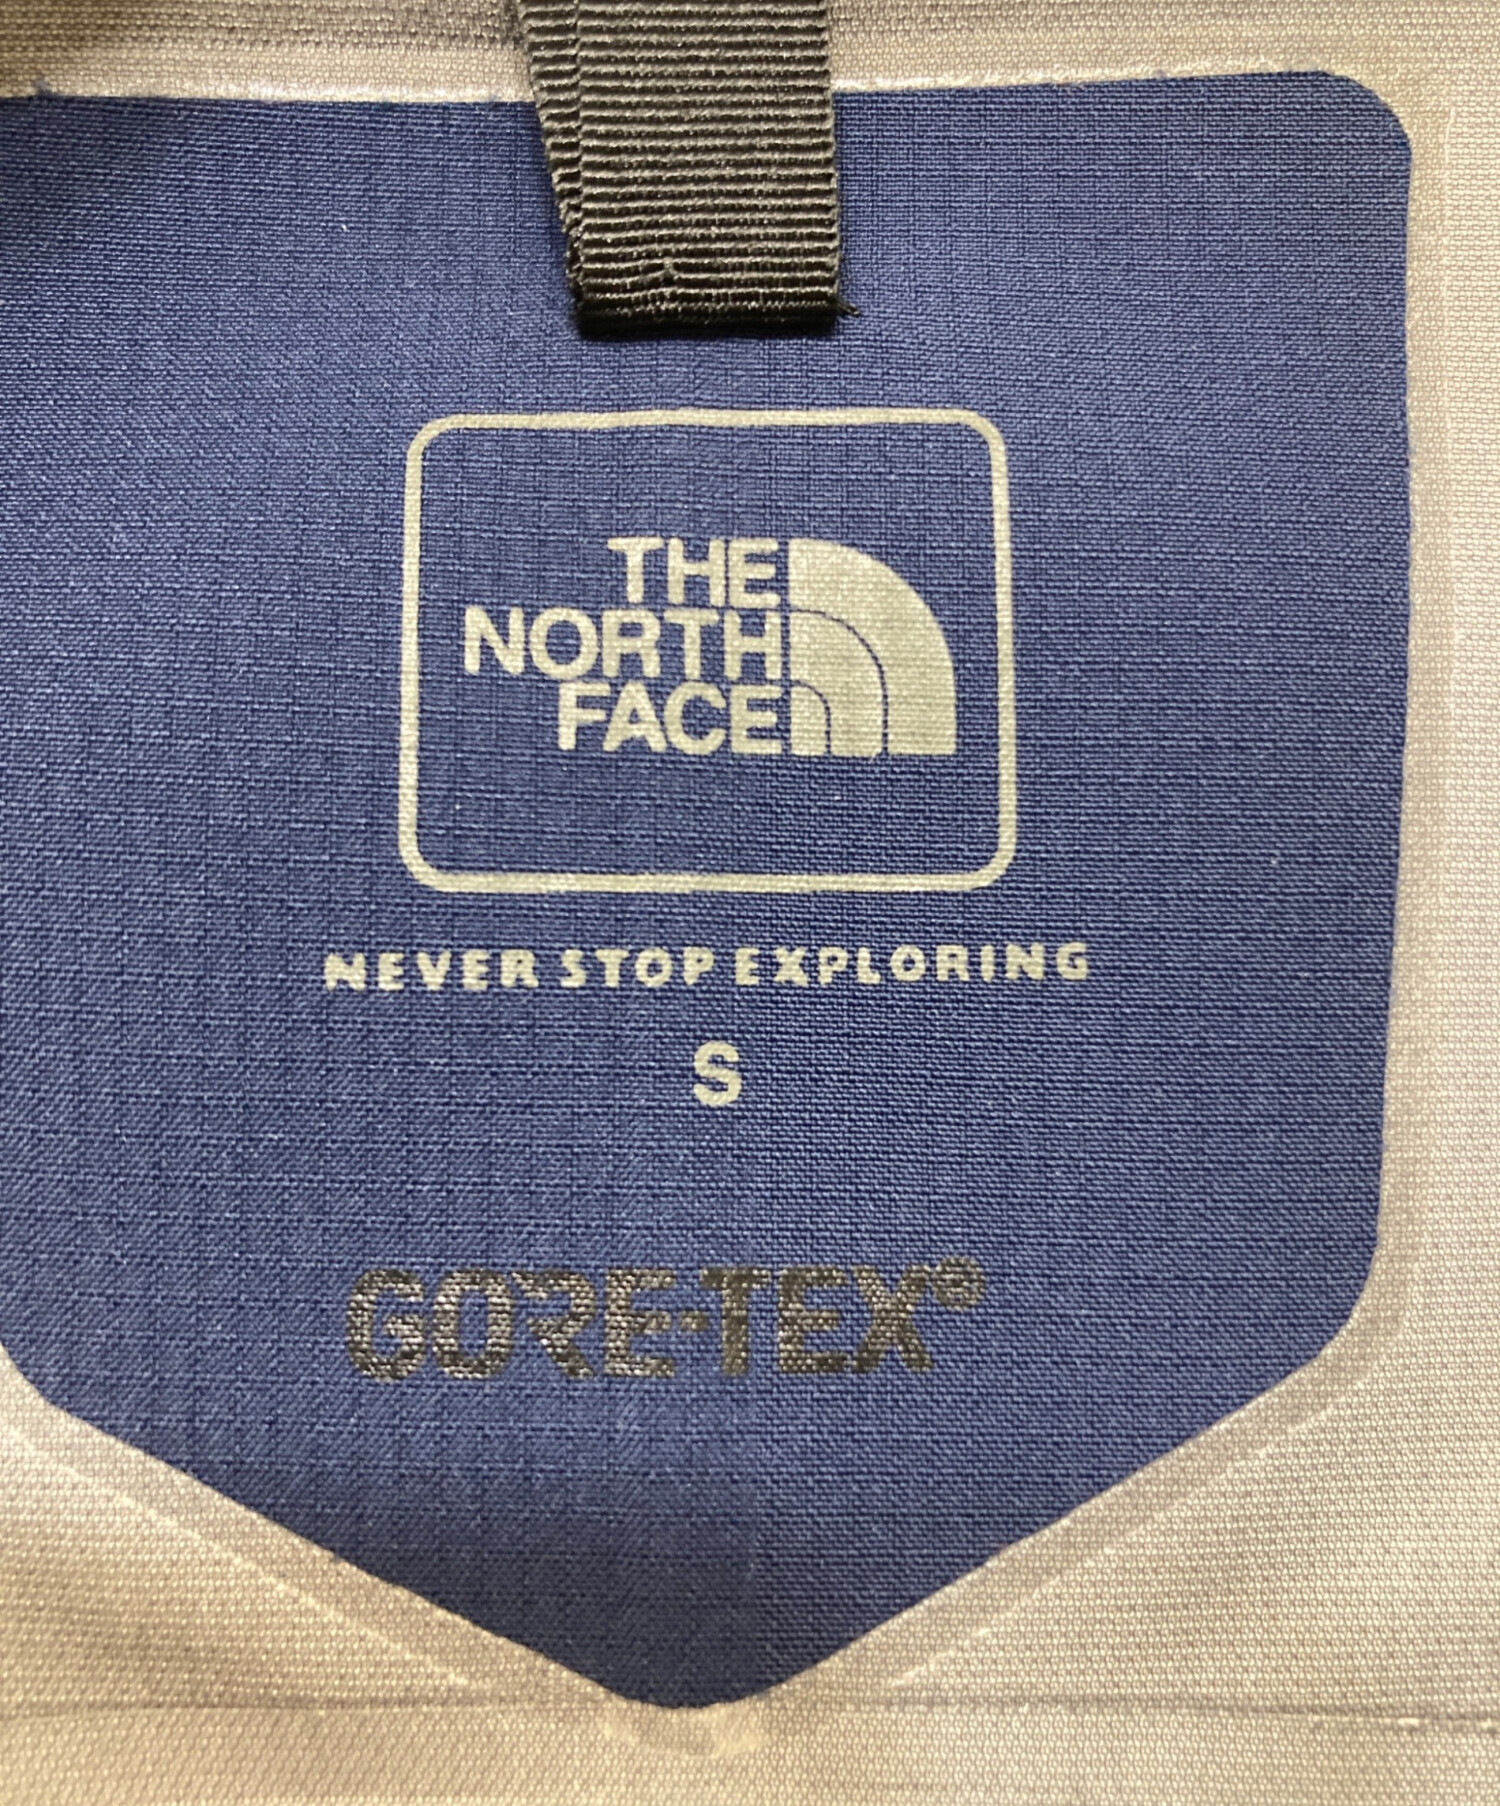 THE
NORTH
FACE
NEVER STOP EXPLORING
S
GORE-TEX®